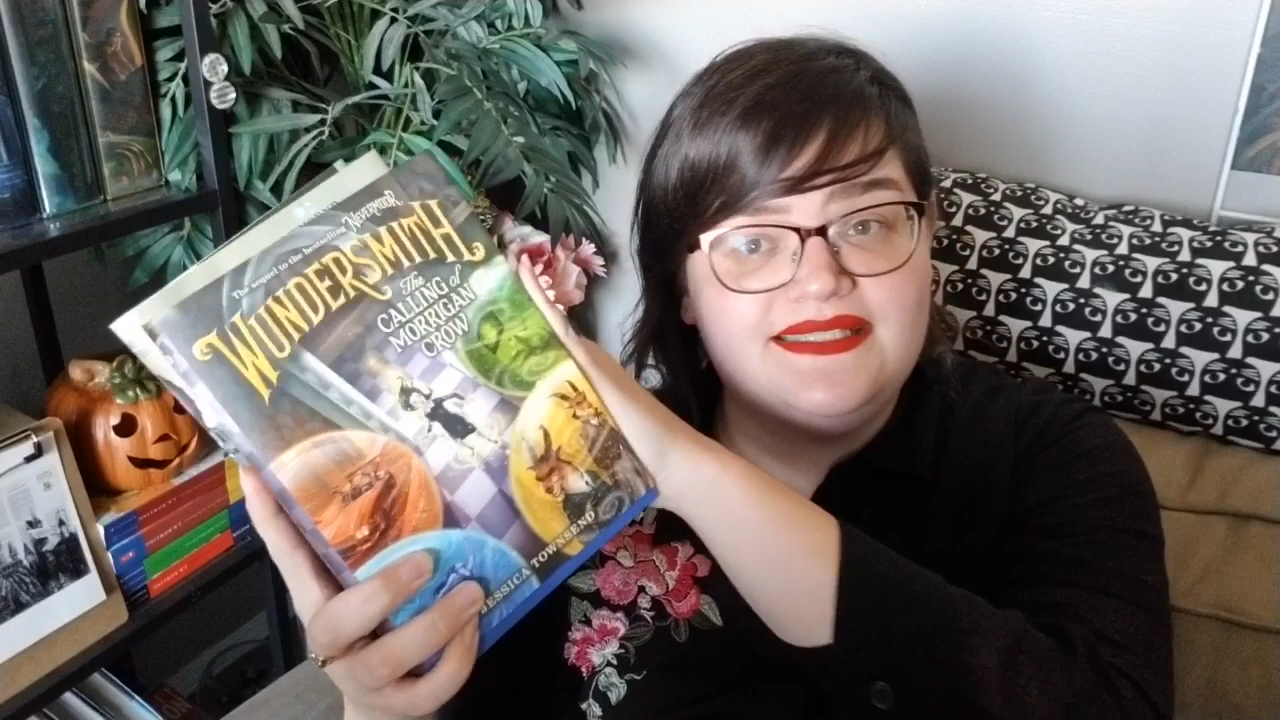 The sequel to the bestselling NEVERMOOR
WUNDERSMITH
The
CALLING of
MORRIGAN
CROW
JESSICA TOWNSEND